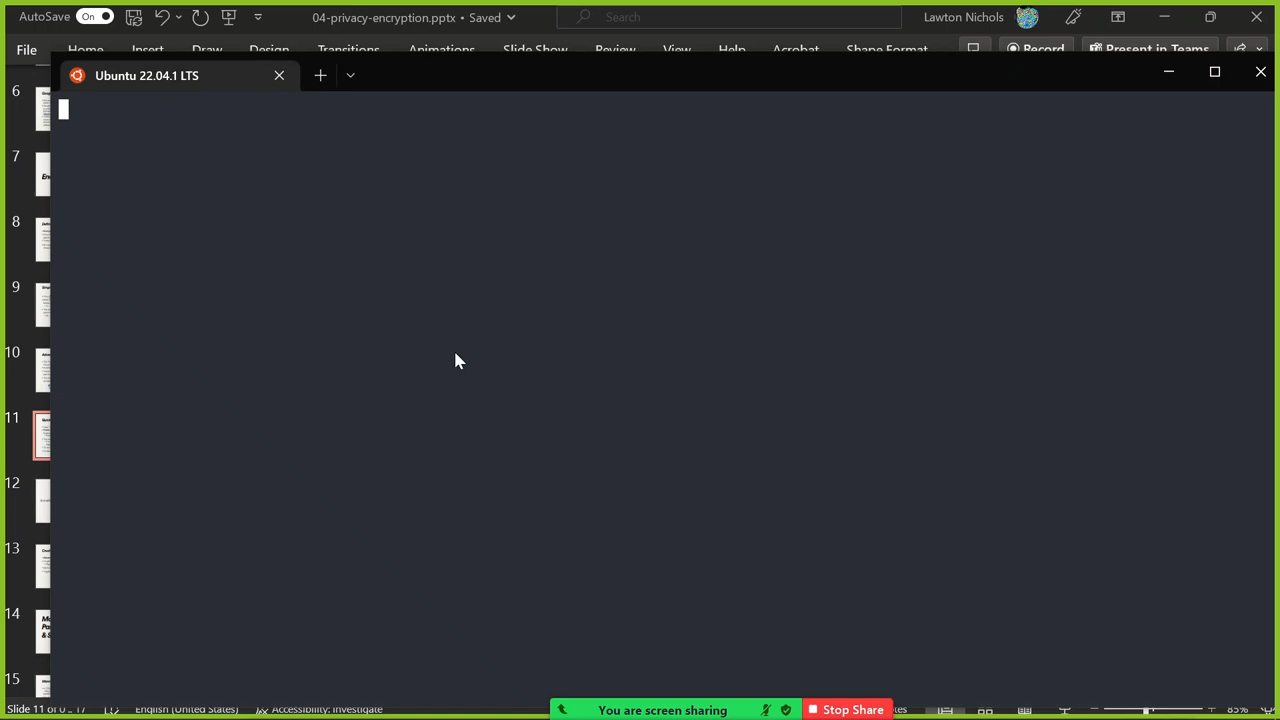 AutoSave On 04-privacy-encryption.pptx • Saved Search Lawton Nichols
File Home Insert Draw Design Transitions Animations Slide Show Review View Help Acrobat Shape Format Record Present in Teams
Ubuntu 22.04.1 LTS
6
7
8
9
10
11
12
13
14
15
Slide 11 of English (United States) Accessibility: Investigate
You are screen sharing Stop Share
85%